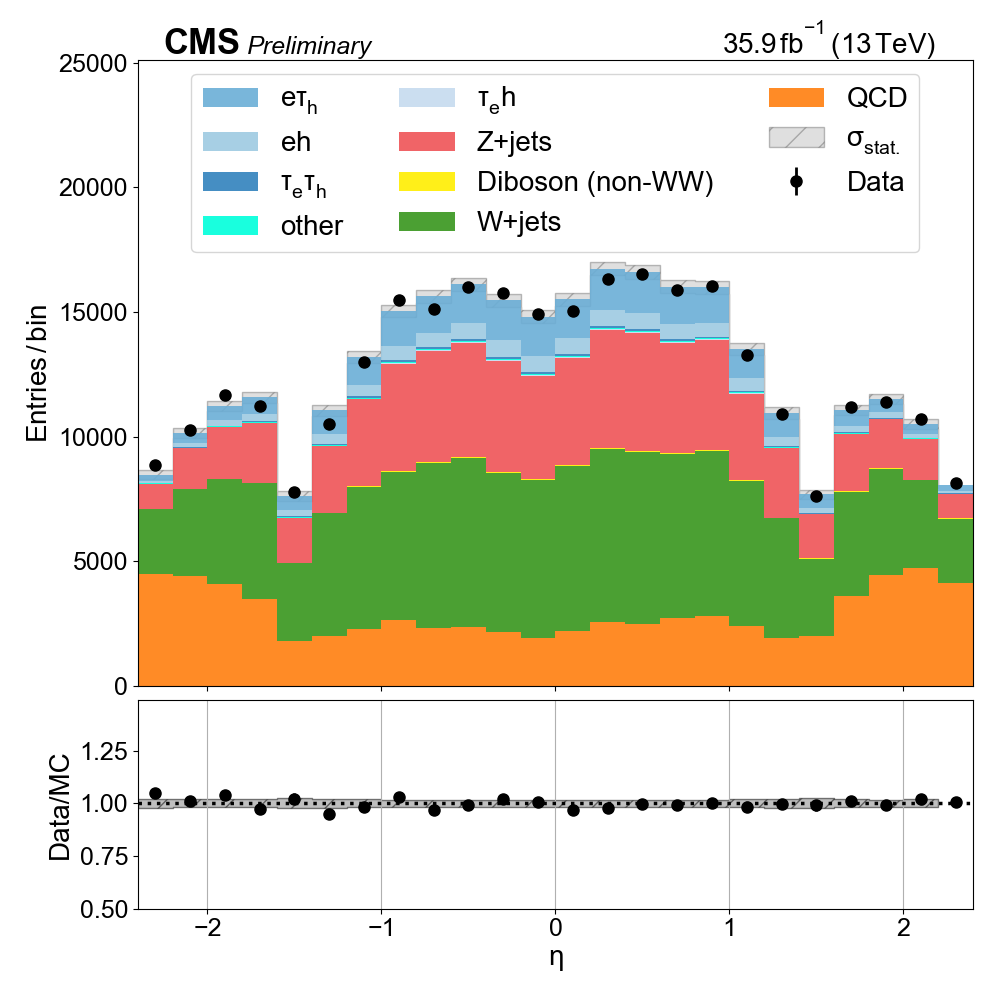 CMS Preliminary 35.9 fb⁻¹ (13 TeV)
25000
20000
15000
10000
5000
0
Entries / bin
eτh
eh
τeτh
other
τeh
Z+jets
Diboson (non-WW)
W+jets
QCD
σstat.
Data
1.25
1.00
0.75
0.50
Data/MC
−2 −1 0 1 2
η